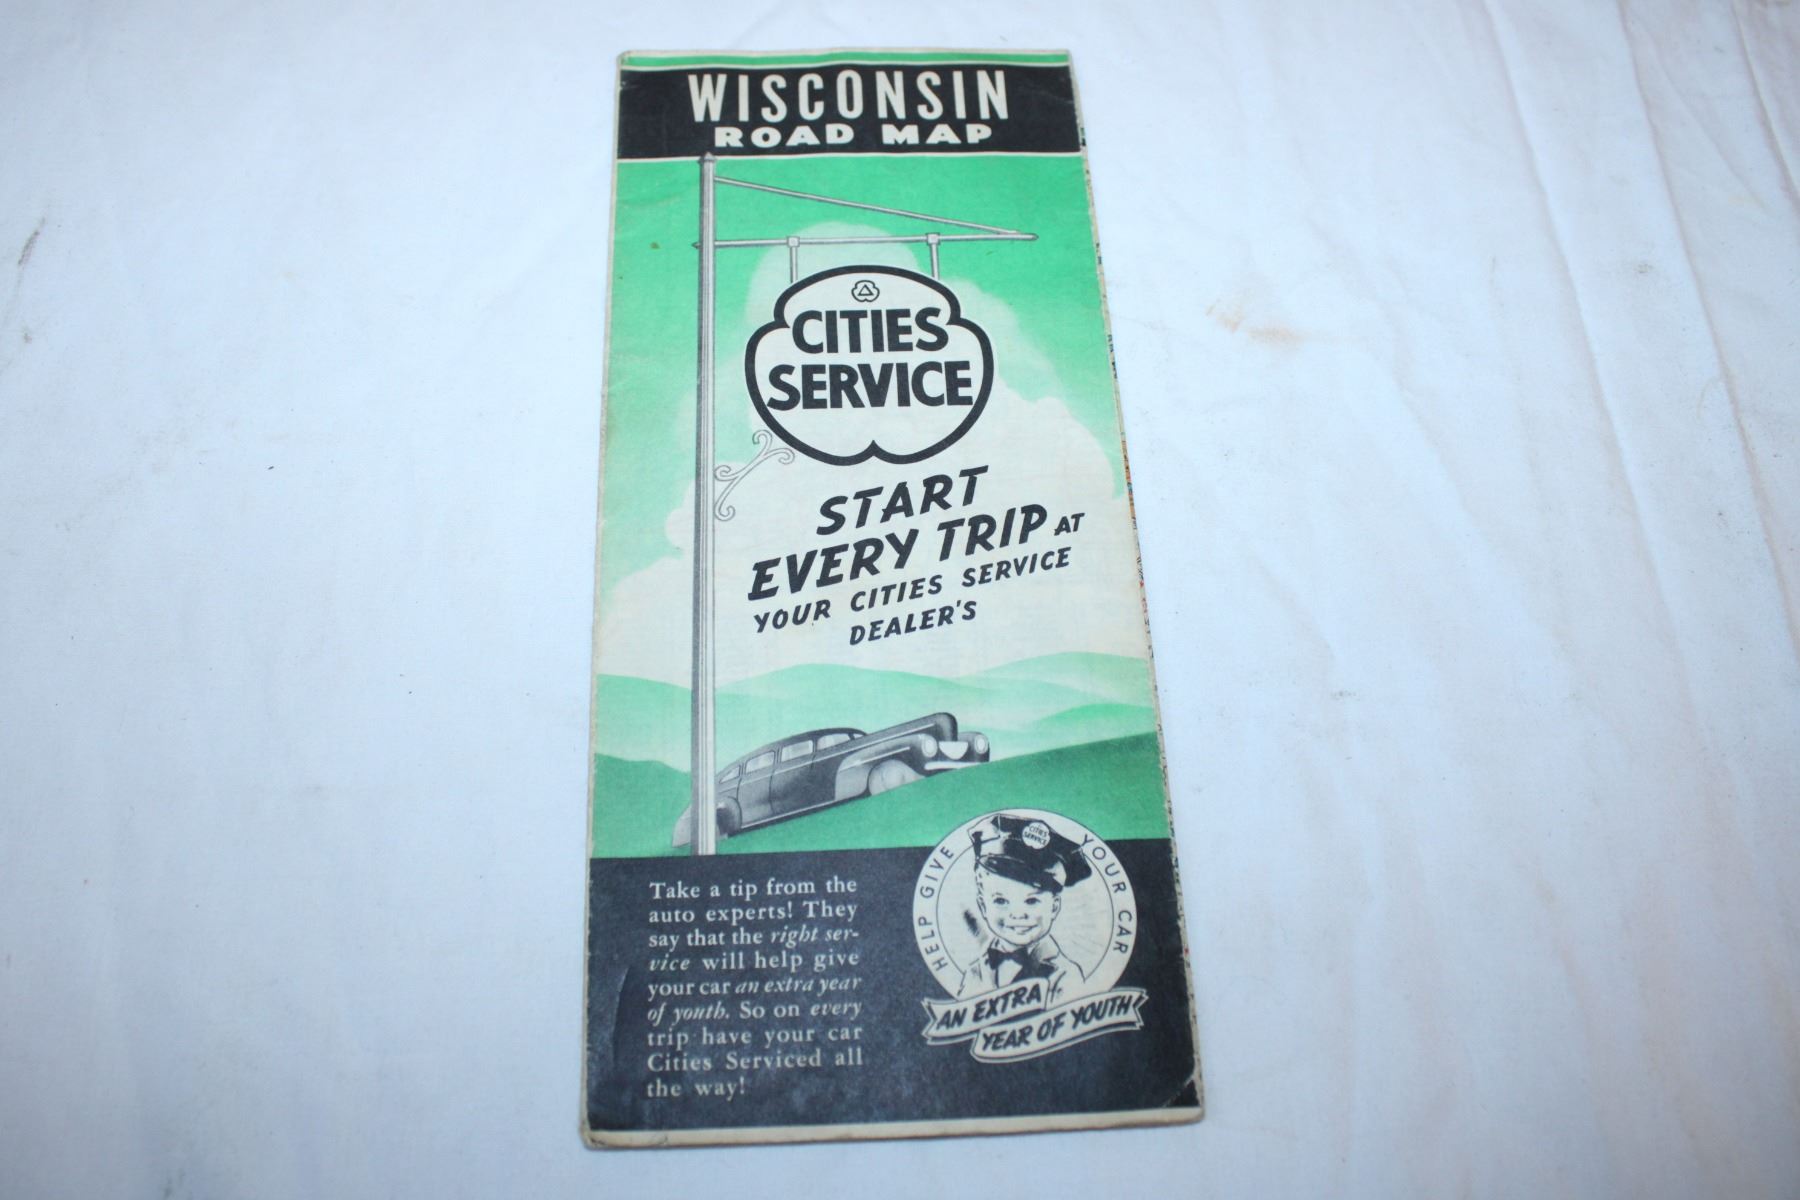 WISCONSIN
ROAD MAP
CITIES
SERVICE
START
EVERY TRIP AT
YOUR CITIES SERVICE
DEALER'S
Take a tip from the
auto experts! They
say that the right ser-
vice will help give
your car an extra year
of youth. So on every
trip have your car
Cities Serviced all
the way!
CITIES
SERVICE
HELP GIVE YOUR CAR
AN EXTRA
YEAR OF YOUTH